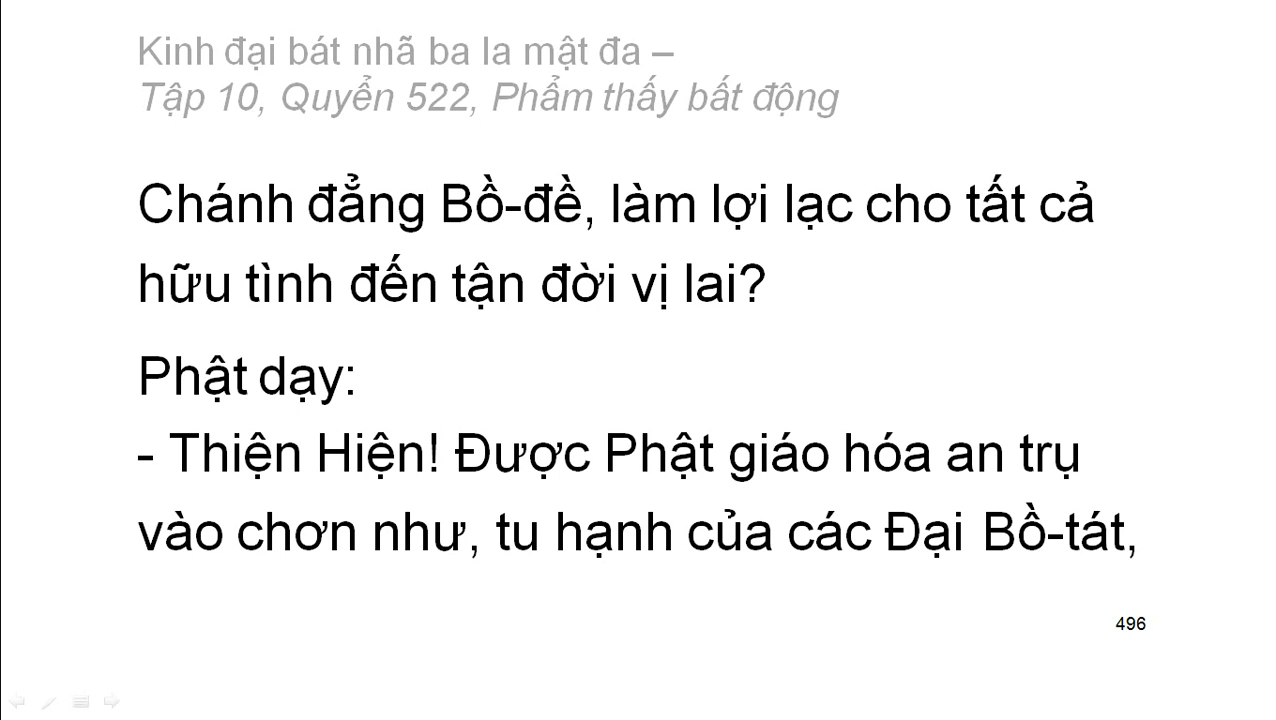 Kinh đại bát nhã ba la mật đa –
Tập 10, Quyển 522, Phẩm thấy bất động
Chánh đẳng Bồ-đề, làm lợi lạc cho tất cả
hữu tình đến tận đời vị lai?
Phật dạy:
- Thiện Hiện! Được Phật giáo hóa an trụ
vào chơn như, tu hạnh của các Đại Bồ-tát,
496